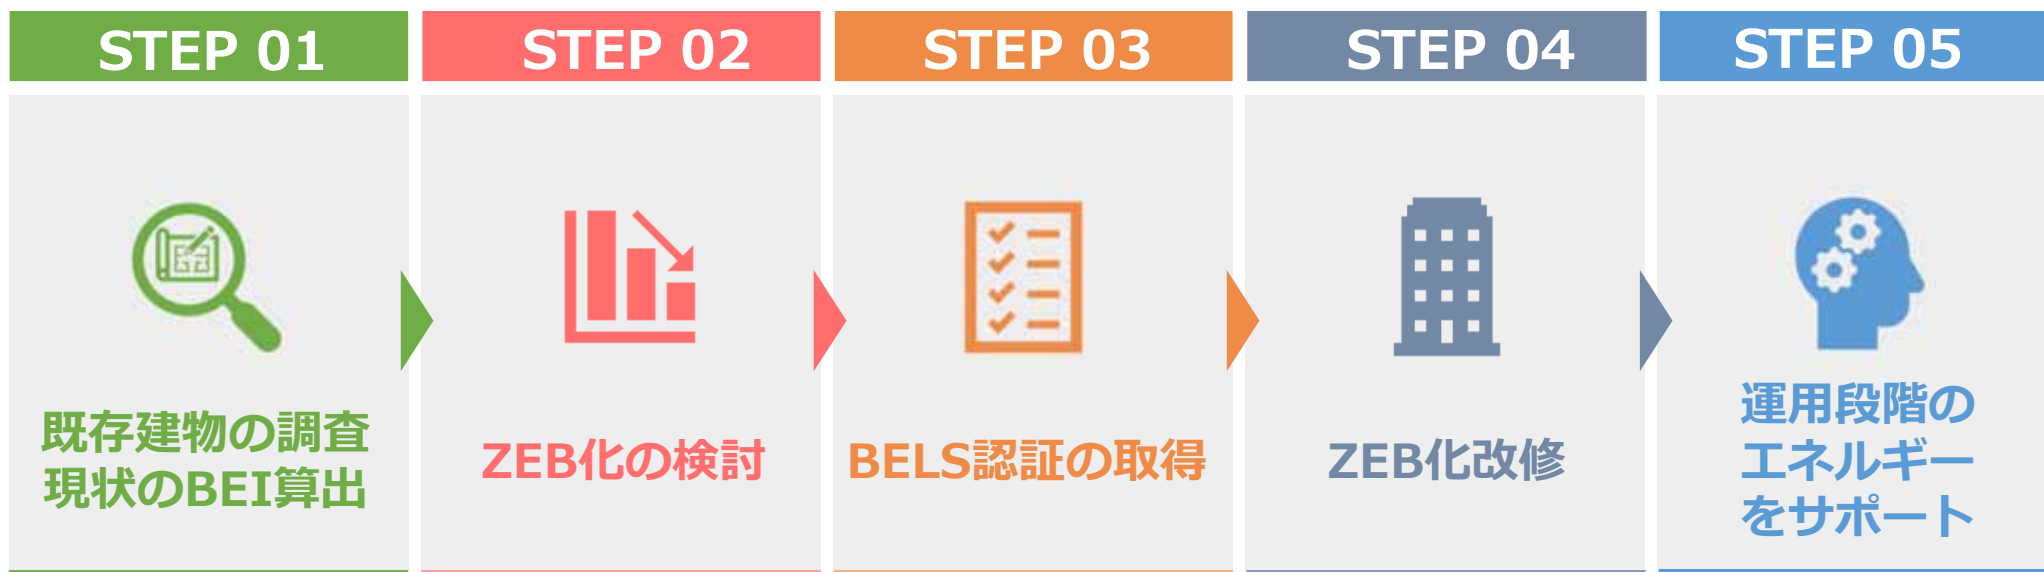 STEP 01
既存建物の調査
現状のBEI算出
STEP 02
ZEB化の検討
STEP 03
BELS認証の取得
STEP 04
ZEB化改修
STEP 05
運用段階の
エネルギー
をサポート